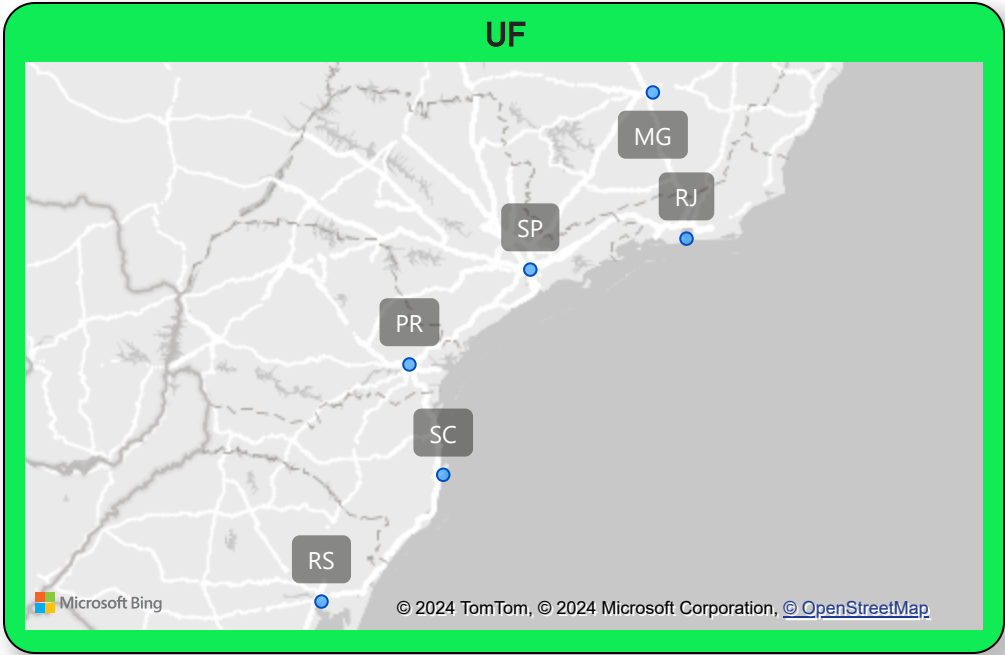 UF
MG
RJ
SP
PR
SC
RS
Microsoft Bing
© 2024 TomTom, © 2024 Microsoft Corporation, © OpenStreetMap